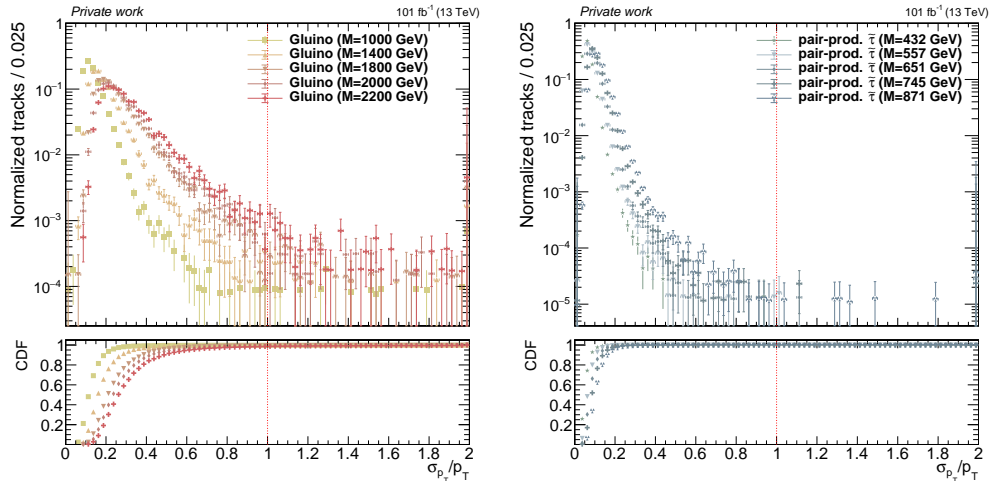 Private work 101 fb⁻¹ (13 TeV)
Normalized tracks / 0.025
1
10⁻¹
10⁻²
10⁻³
10⁻⁴
Gluino (M=1000 GeV)
Gluino (M=1400 GeV)
Gluino (M=1800 GeV)
Gluino (M=2000 GeV)
Gluino (M=2200 GeV)
CDF
1
0.8
0.6
0.4
0.2
0 0.2 0.4 0.6 0.8 1 1.2 1.4 1.6 1.8 2
σ_{p_T}/p_T
Private work 101 fb⁻¹ (13 TeV)
Normalized tracks / 0.025
1
10⁻¹
10⁻²
10⁻³
10⁻⁴
10⁻⁵
pair-prod. τ̃ (M=432 GeV)
pair-prod. τ̃ (M=557 GeV)
pair-prod. τ̃ (M=651 GeV)
pair-prod. τ̃ (M=745 GeV)
pair-prod. τ̃ (M=871 GeV)
CDF
1
0.8
0.6
0.4
0.2
0 0.2 0.4 0.6 0.8 1 1.2 1.4 1.6 1.8 2
σ_{p_T}/p_T